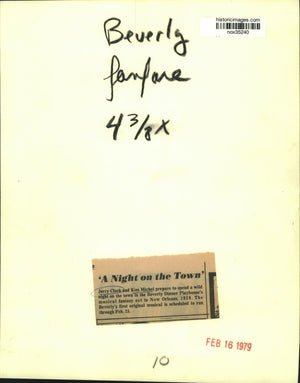 historicimages.com
nox35240
Beverly
fanfare
4 3/8 x
'A Night on the Town'
Jerry Clark and Ken Michel prepare to spend a wild
night on the town in the Beverly Dinner Playhouse's
musical fantasy set in New Orleans, 1928. The
Beverly's first original musical is scheduled to run
through Feb.
FEB 16 1979
10